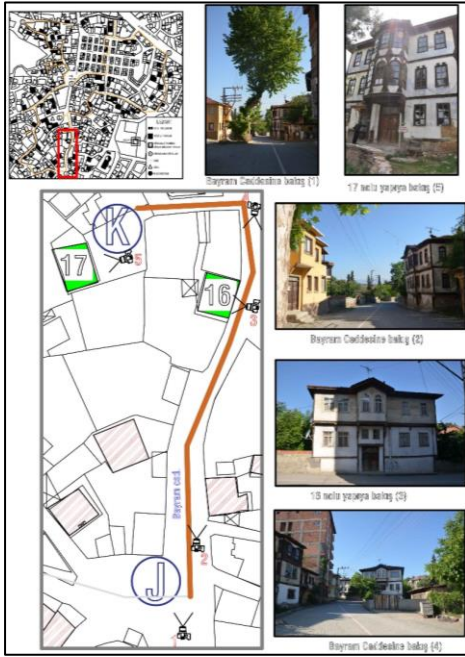 Bayram Caddesine bakış (1)
17 nolu yapıya bakış (5)
K
17
5
16
3
Bayram Caddesine bakış (2)
16 nolu yapıya bakış (3)
Bayram cad.
2
J
1
Bayram Caddesine bakış (4)